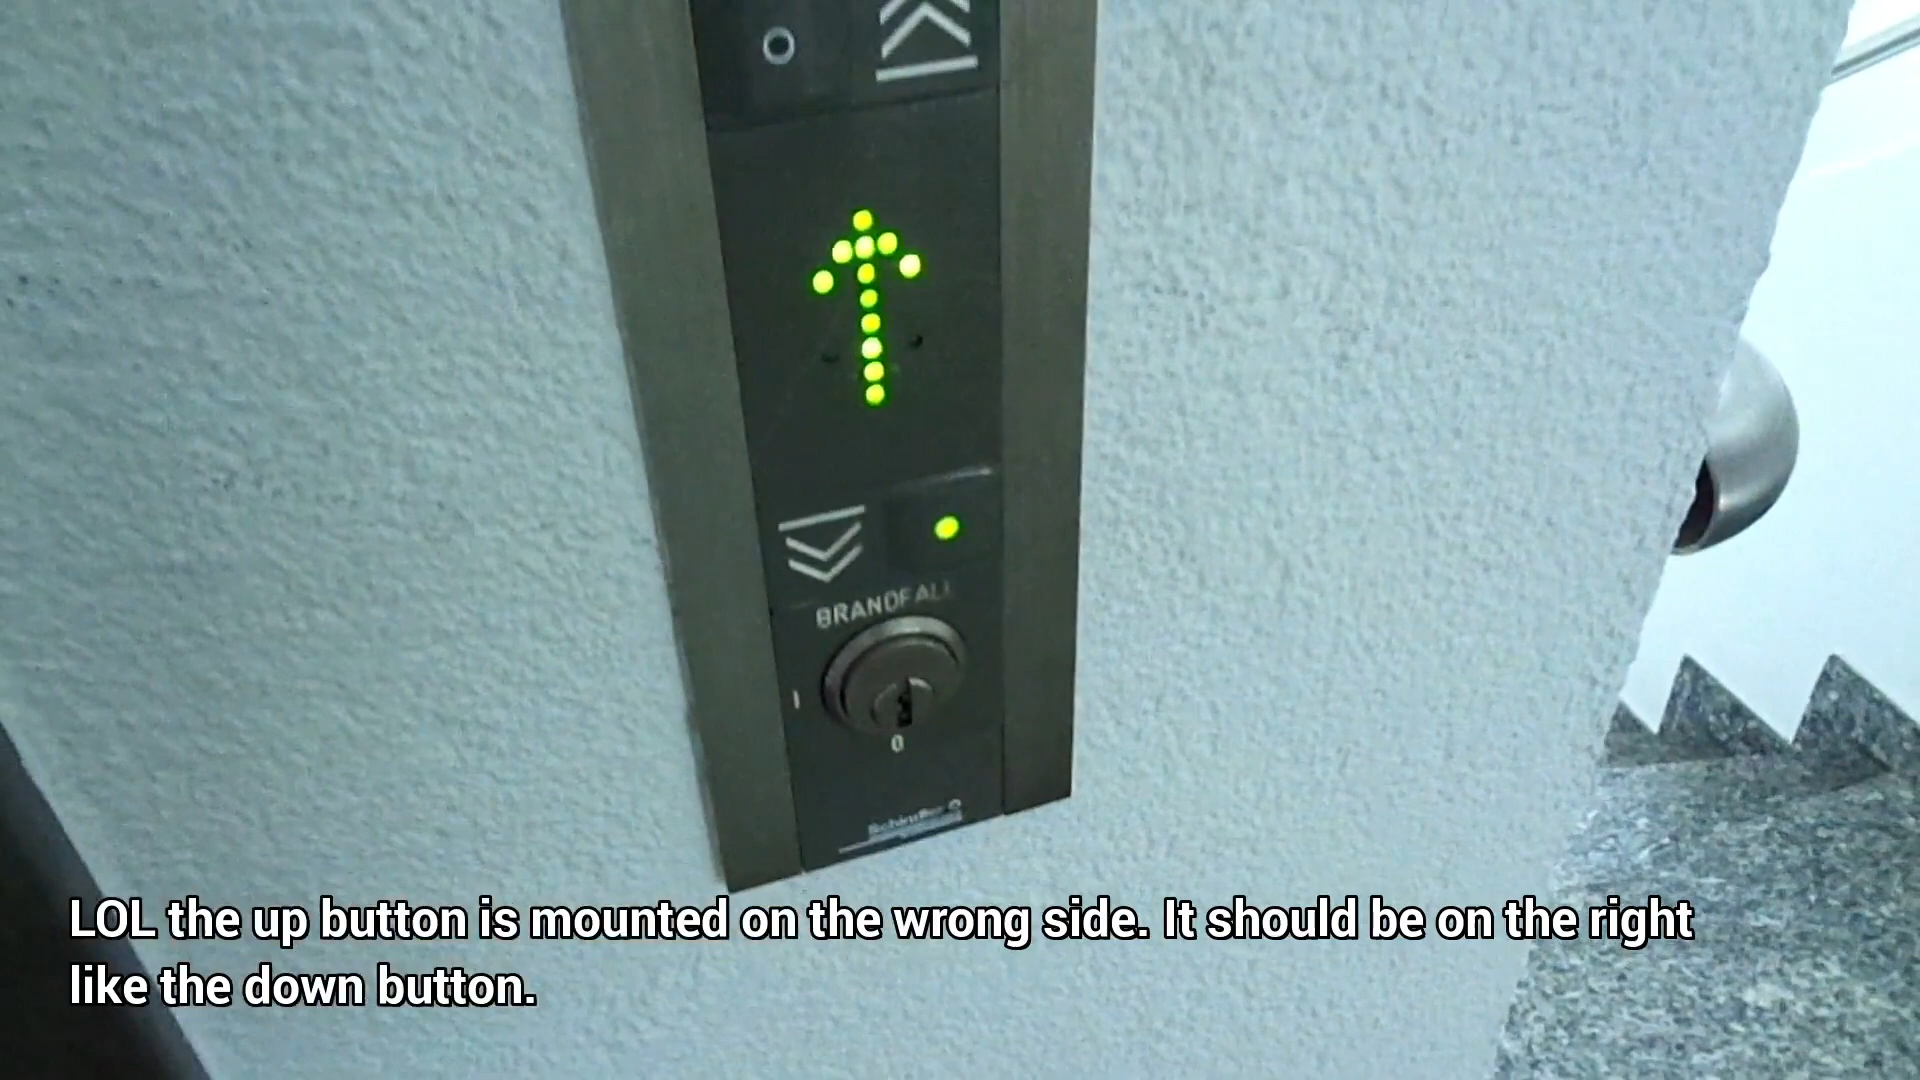 BRANDFALL
I
0
Schindler
LOL the up button is mounted on the wrong side. It should be on the right
like the down button.